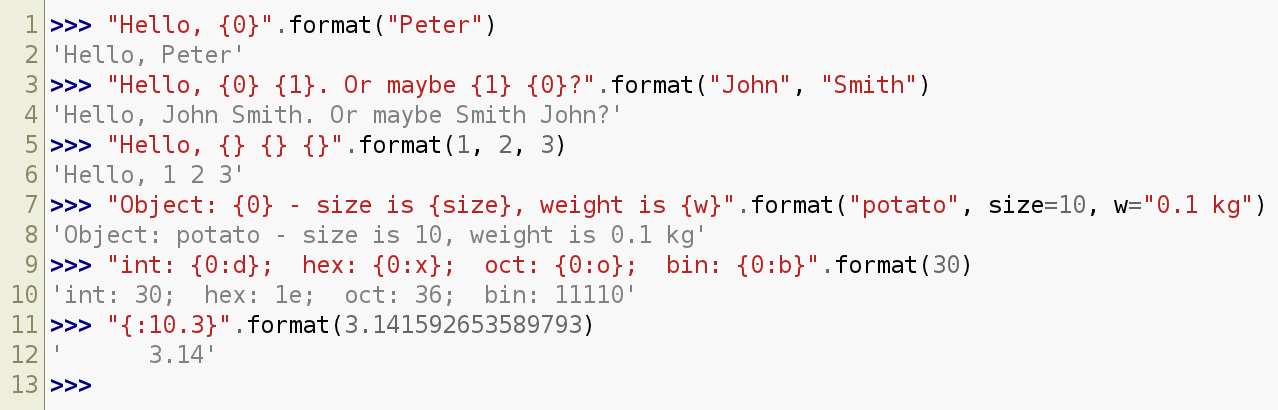 1 >>> "Hello, {0}".format("Peter")
2 'Hello, Peter'
3 >>> "Hello, {0} {1}. Or maybe {1} {0}?".format("John", "Smith")
4 'Hello, John Smith. Or maybe Smith John?'
5 >>> "Hello, {} {} {}".format(1, 2, 3)
6 'Hello, 1 2 3'
7 >>> "Object: {0} - size is {size}, weight is {w}".format("potato", size=10, w="0.1 kg")
8 'Object: potato - size is 10, weight is 0.1 kg'
9 >>> "int: {0:d};  hex: {0:x};  oct: {0:o};  bin: {0:b}".format(30)
10 'int: 30;  hex: 1e;  oct: 36;  bin: 11110'
11 >>> "{:10.3}".format(3.141592653589793)
12 '      3.14'
13 >>>